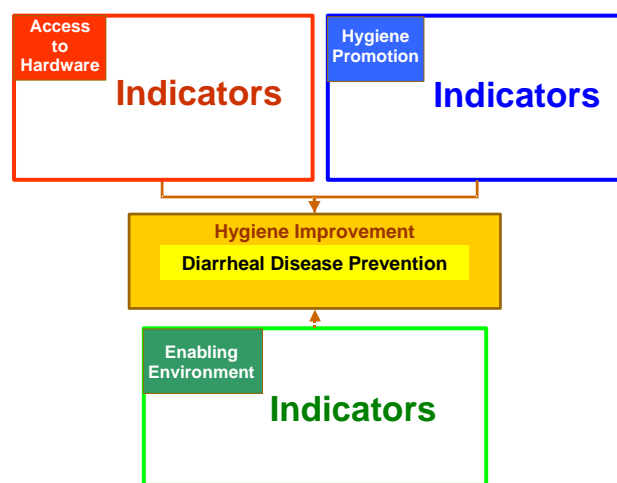 Access
to
Hardware
Indicators
Hygiene
Promotion
Indicators
Hygiene Improvement
Diarrheal Disease Prevention
Enabling
Environment
Indicators